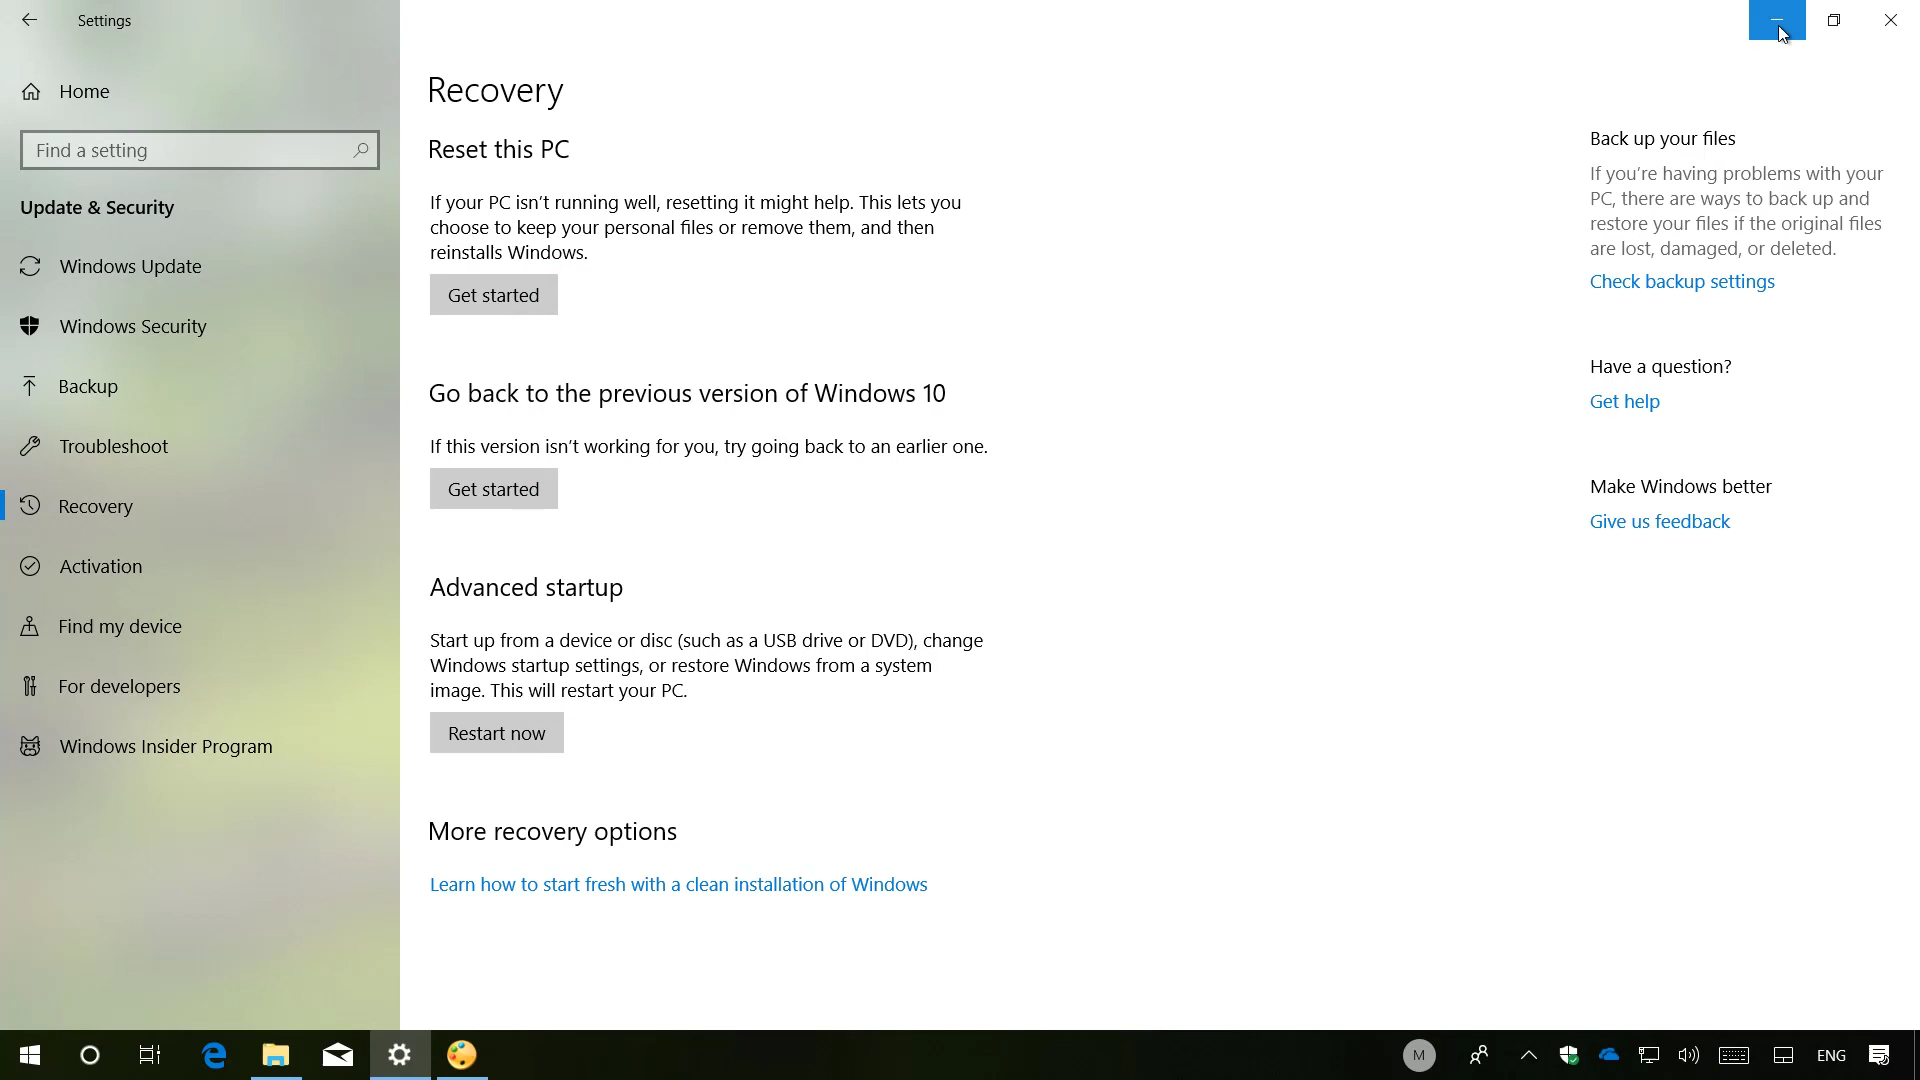 Settings
Home
Find a setting
Update & Security
Windows Update
Windows Security
Backup
Troubleshoot
Recovery
Activation
Find my device
For developers
Windows Insider Program
Recovery
Reset this PC
If your PC isn't running well, resetting it might help. This lets you
choose to keep your personal files or remove them, and then
reinstalls Windows.
Get started
Go back to the previous version of Windows 10
If this version isn't working for you, try going back to an earlier one.
Get started
Advanced startup
Start up from a device or disc (such as a USB drive or DVD), change
Windows startup settings, or restore Windows from a system
image. This will restart your PC.
Restart now
More recovery options
Learn how to start fresh with a clean installation of Windows
Back up your files
If you're having problems with your
PC, there are ways to back up and
restore your files if the original files
are lost, damaged, or deleted.
Check backup settings
Have a question?
Get help
Make Windows better
Give us feedback
M
ENG